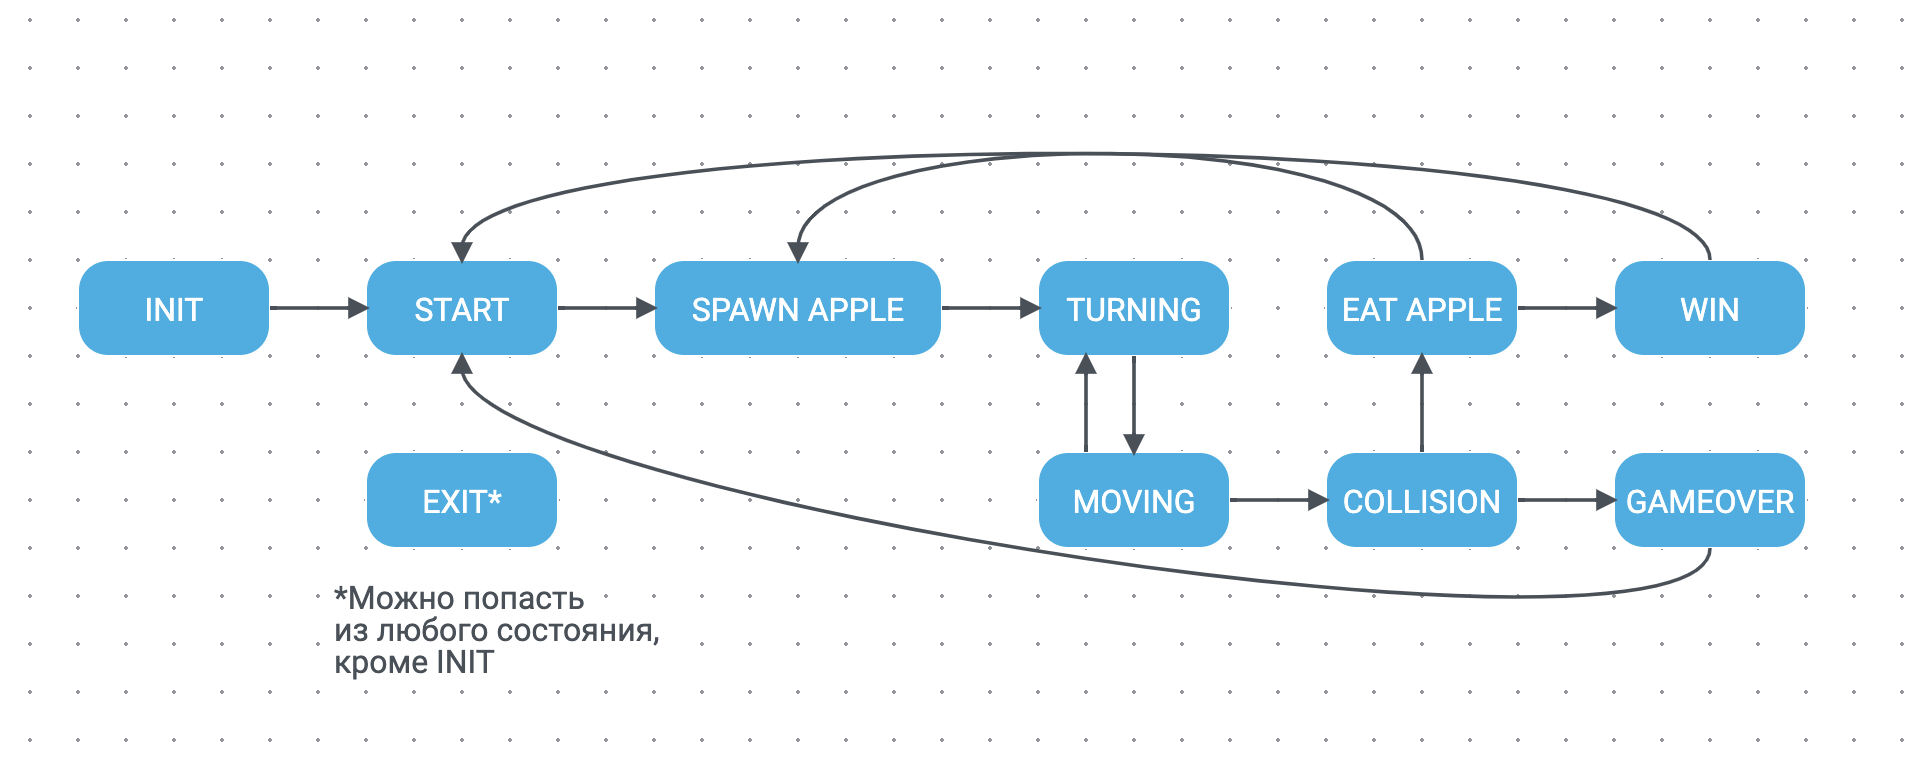 INIT
START
SPAWN APPLE
TURNING
EAT APPLE
WIN
EXIT*
MOVING
COLLISION
GAMEOVER
*Можно попасть
из любого состояния,
кроме INIT